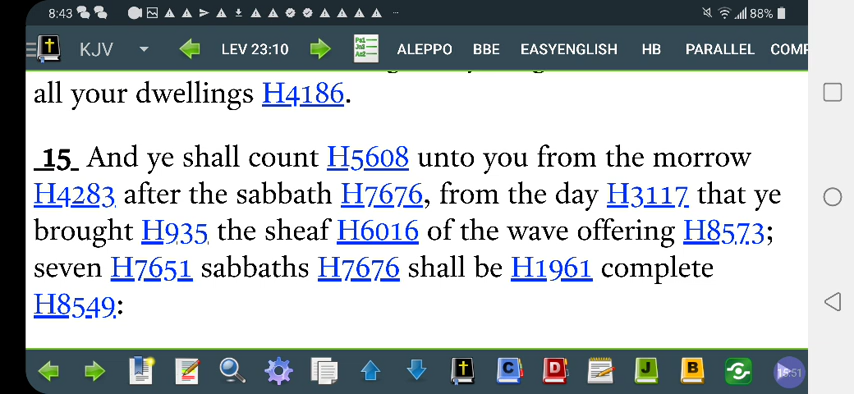 8:43 88%
KJV LEV 23:10 ALEPPO BBE EASYENGLISH HB PARALLEL
all your dwellings H4186.
15 And ye shall count H5608 unto you from the morrow
H4283 after the sabbath H7676, from the day H3117 that ye
brought H935 the sheaf H6016 of the wave offering H8573;
seven H7651 sabbaths H7676 shall be H1961 complete
H8549:
C D J B